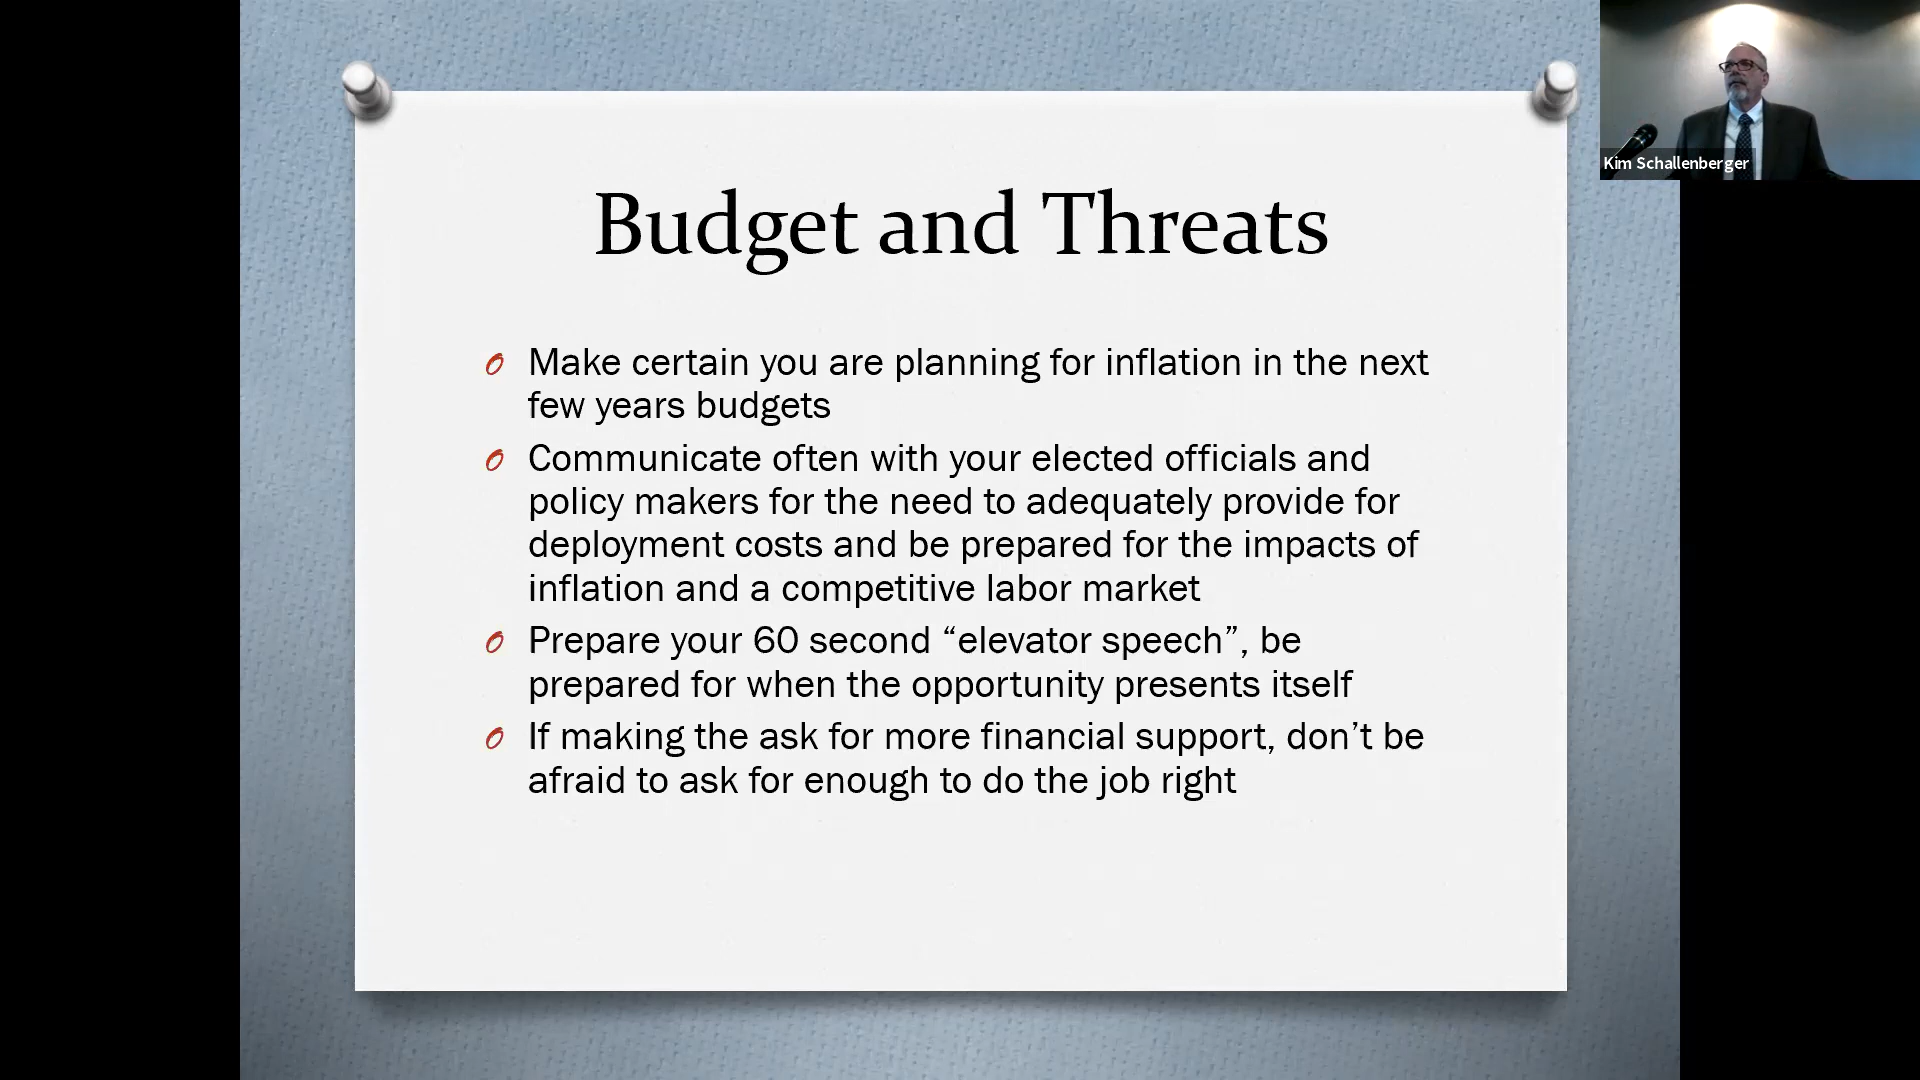 Kim Schallenberger
Budget and Threats
Make certain you are planning for inflation in the next
few years budgets
Communicate often with your elected officials and
policy makers for the need to adequately provide for
deployment costs and be prepared for the impacts of
inflation and a competitive labor market
Prepare your 60 second “elevator speech”, be
prepared for when the opportunity presents itself
If making the ask for more financial support, don’t be
afraid to ask for enough to do the job right